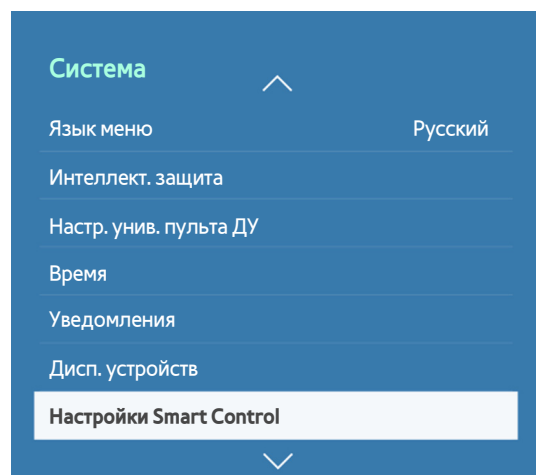 Система
Язык меню Русский
Интеллект. защита
Настр. унив. пульта ДУ
Время
Уведомления
Дисп. устройств
Настройки Smart Control